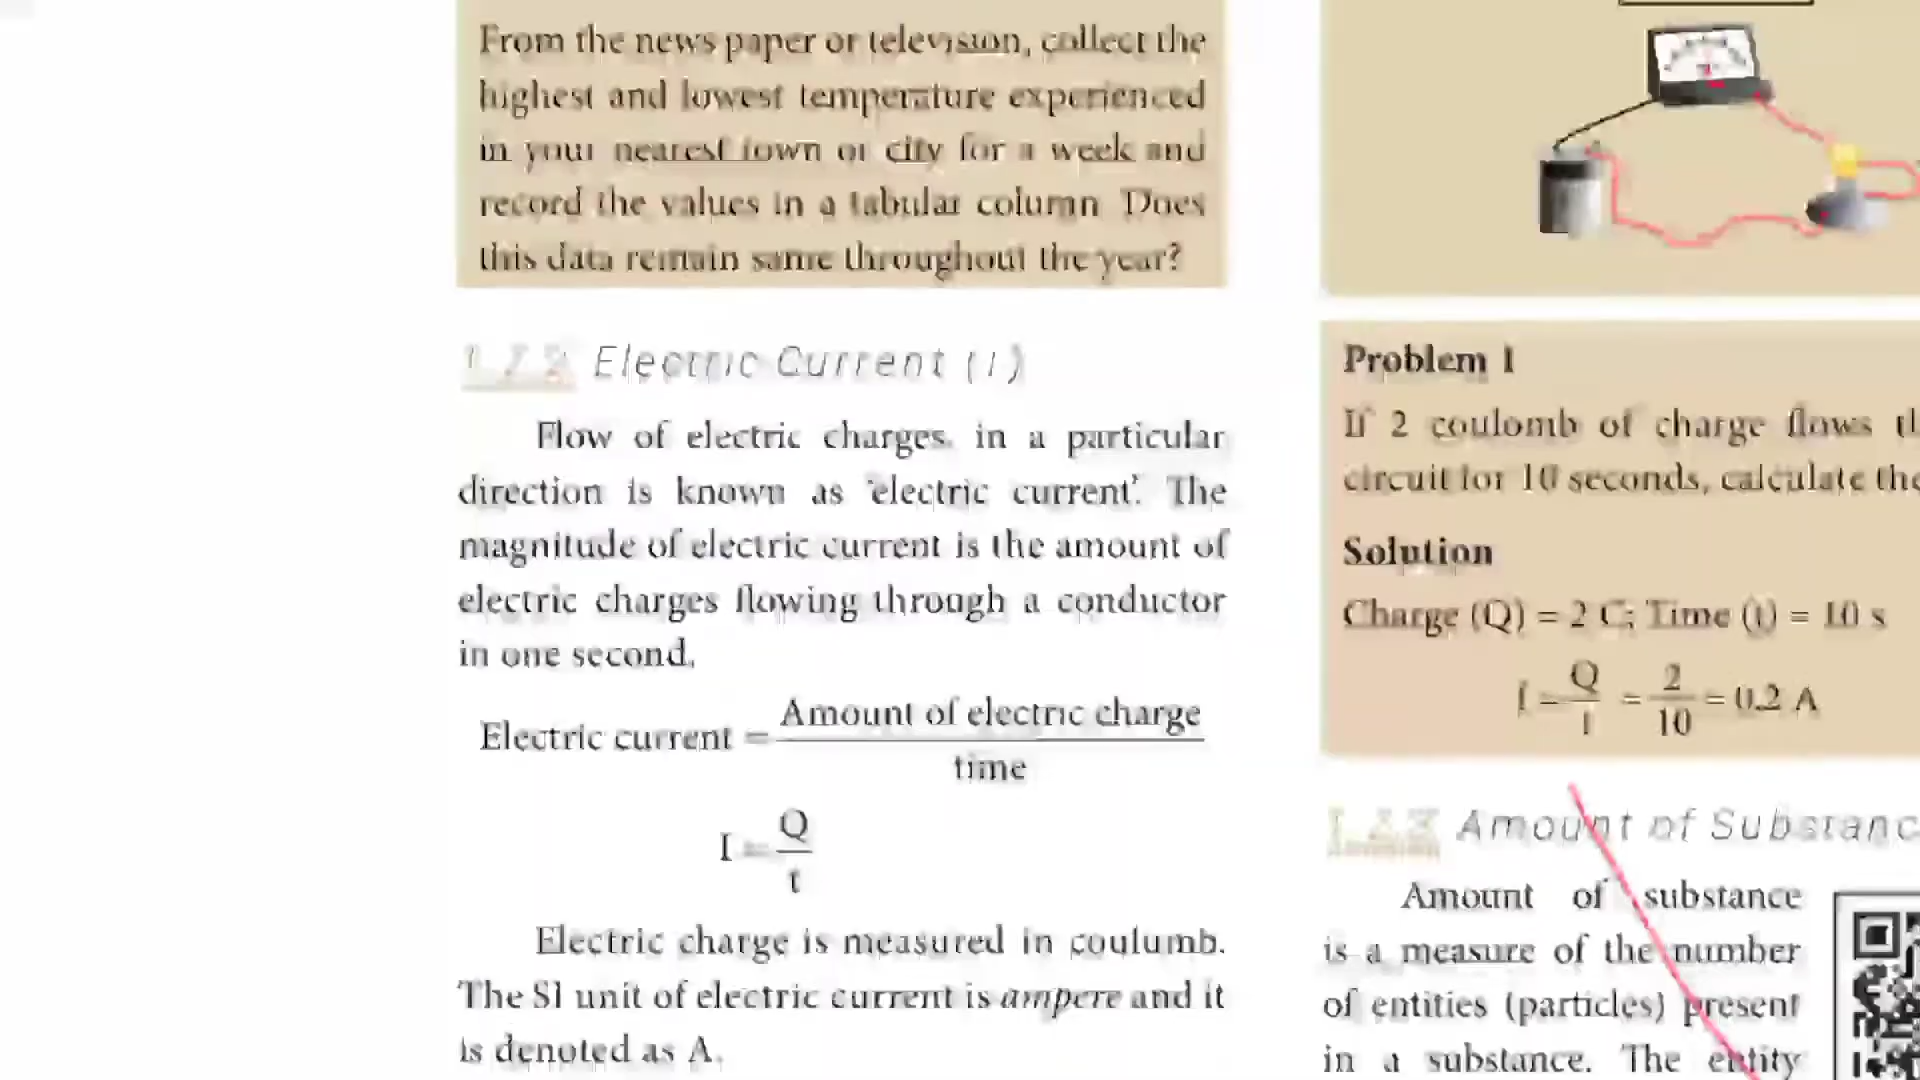 From the news paper or television, collect the
highest and lowest temperature experienced
in your nearest town or city for a week and
record the values in a tabular column. Does
this data remain same throughout the year?
1.2.2 Electric Current (I)
Flow of electric charges, in a particular
direction is known as 'electric current'. The
magnitude of electric current is the amount of
electric charges flowing through a conductor
in one second.
Electric current = Amount of electric charge
time
I = Q
t
Electric charge is measured in coulumb.
The SI unit of electric current is ampere and it
is denoted as A.
Problem 1
If 2 coulomb of charge flows
circuit for 10 seconds, calculate
Solution
Charge (Q) = 2 C; Time (t) = 10 s
I = Q/t = 2/10 = 0.2 A
1.2.3 Amount of Substanc
Amount of substance
is a measure of the number
of entities (particles) present
in a substance. The entity